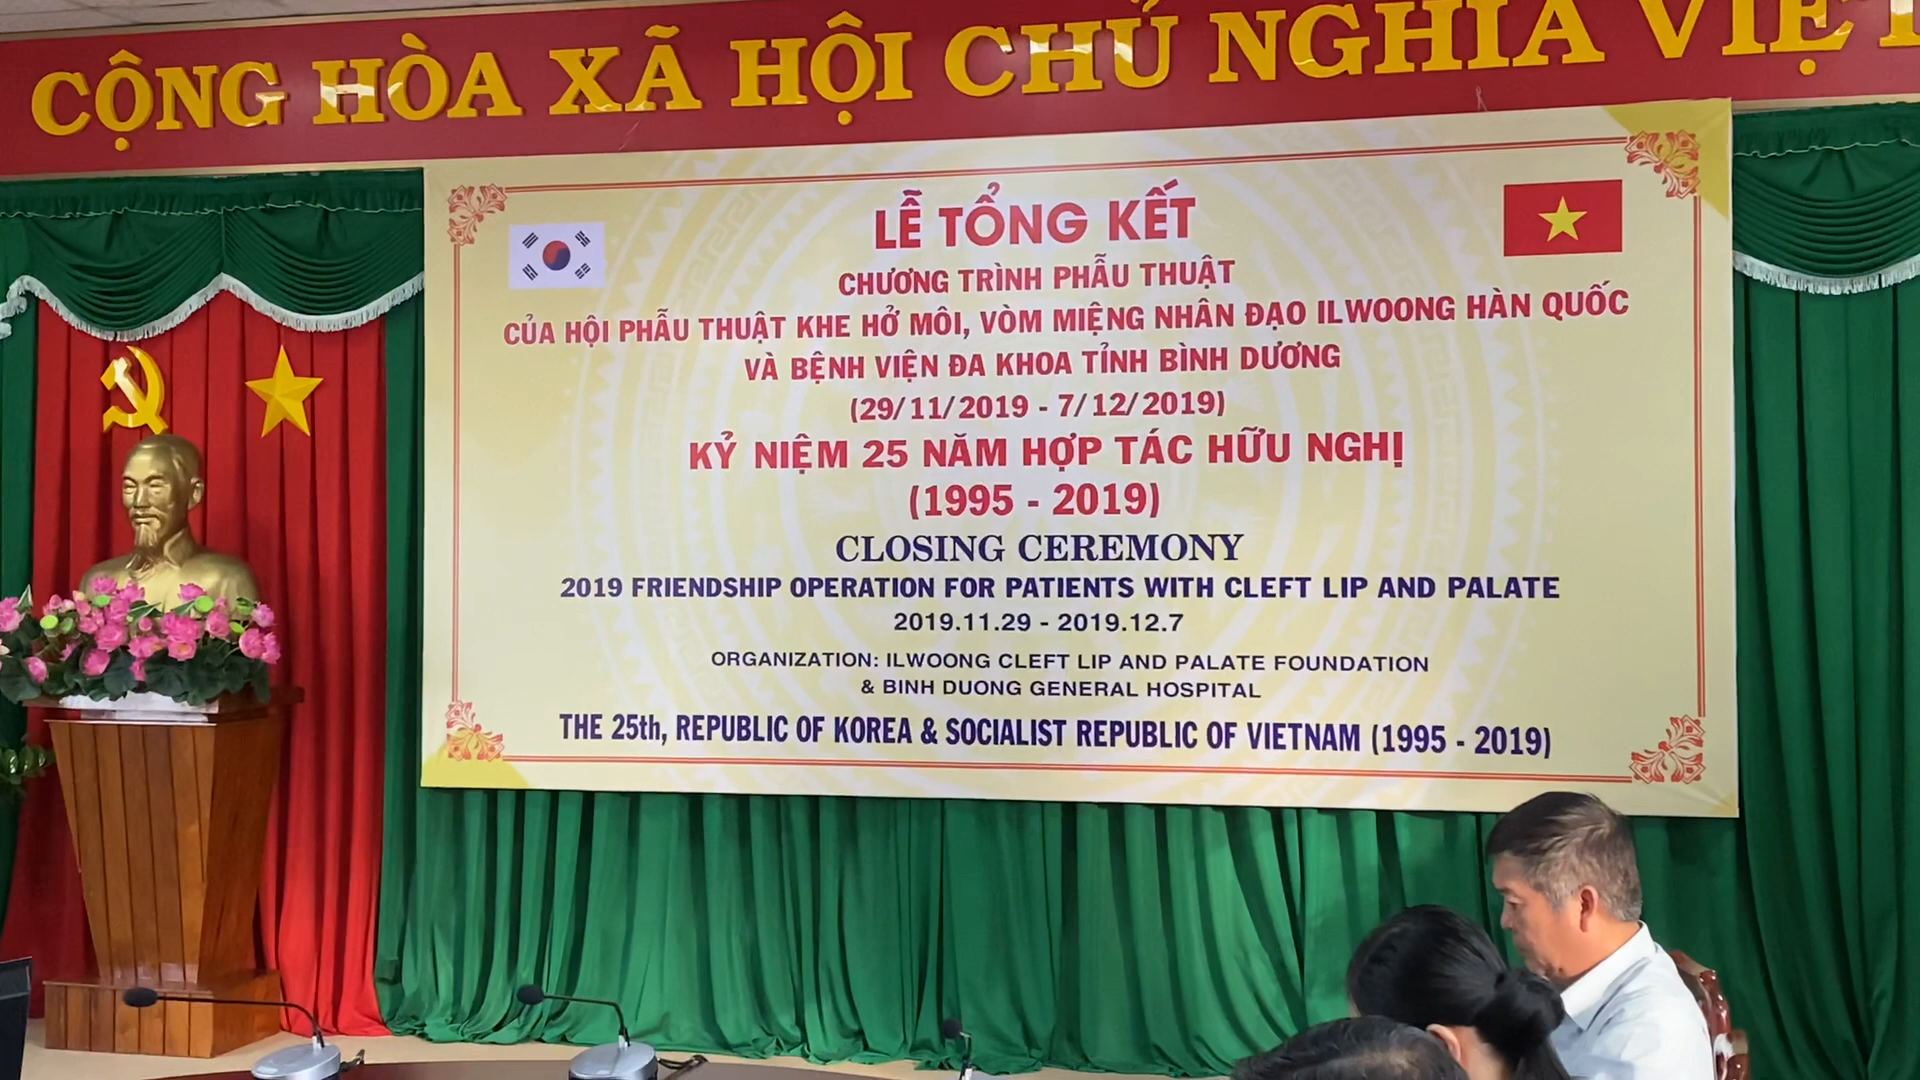 CỘNG HÒA XÃ HỘI CHỦ NGHĨA VIỆT
LỄ TỔNG KẾT
CHƯƠNG TRÌNH PHẪU THUẬT
CỦA HỘI PHẪU THUẬT KHE HỞ MÔI, VÒM MIỆNG NHÂN ĐẠO ILWOONG HÀN QUỐC
VÀ BỆNH VIỆN ĐA KHOA TỈNH BÌNH DƯƠNG
(29/11/2019 - 7/12/2019)
KỶ NIỆM 25 NĂM HỢP TÁC HỮU NGHỊ
(1995 - 2019)
CLOSING CEREMONY
2019 FRIENDSHIP OPERATION FOR PATIENTS WITH CLEFT LIP AND PALATE
2019.11.29 - 2019.12.7
ORGANIZATION: ILWOONG CLEFT LIP AND PALATE FOUNDATION
& BINH DUONG GENERAL HOSPITAL
THE 25th, REPUBLIC OF KOREA & SOCIALIST REPUBLIC OF VIETNAM (1995 - 2019)